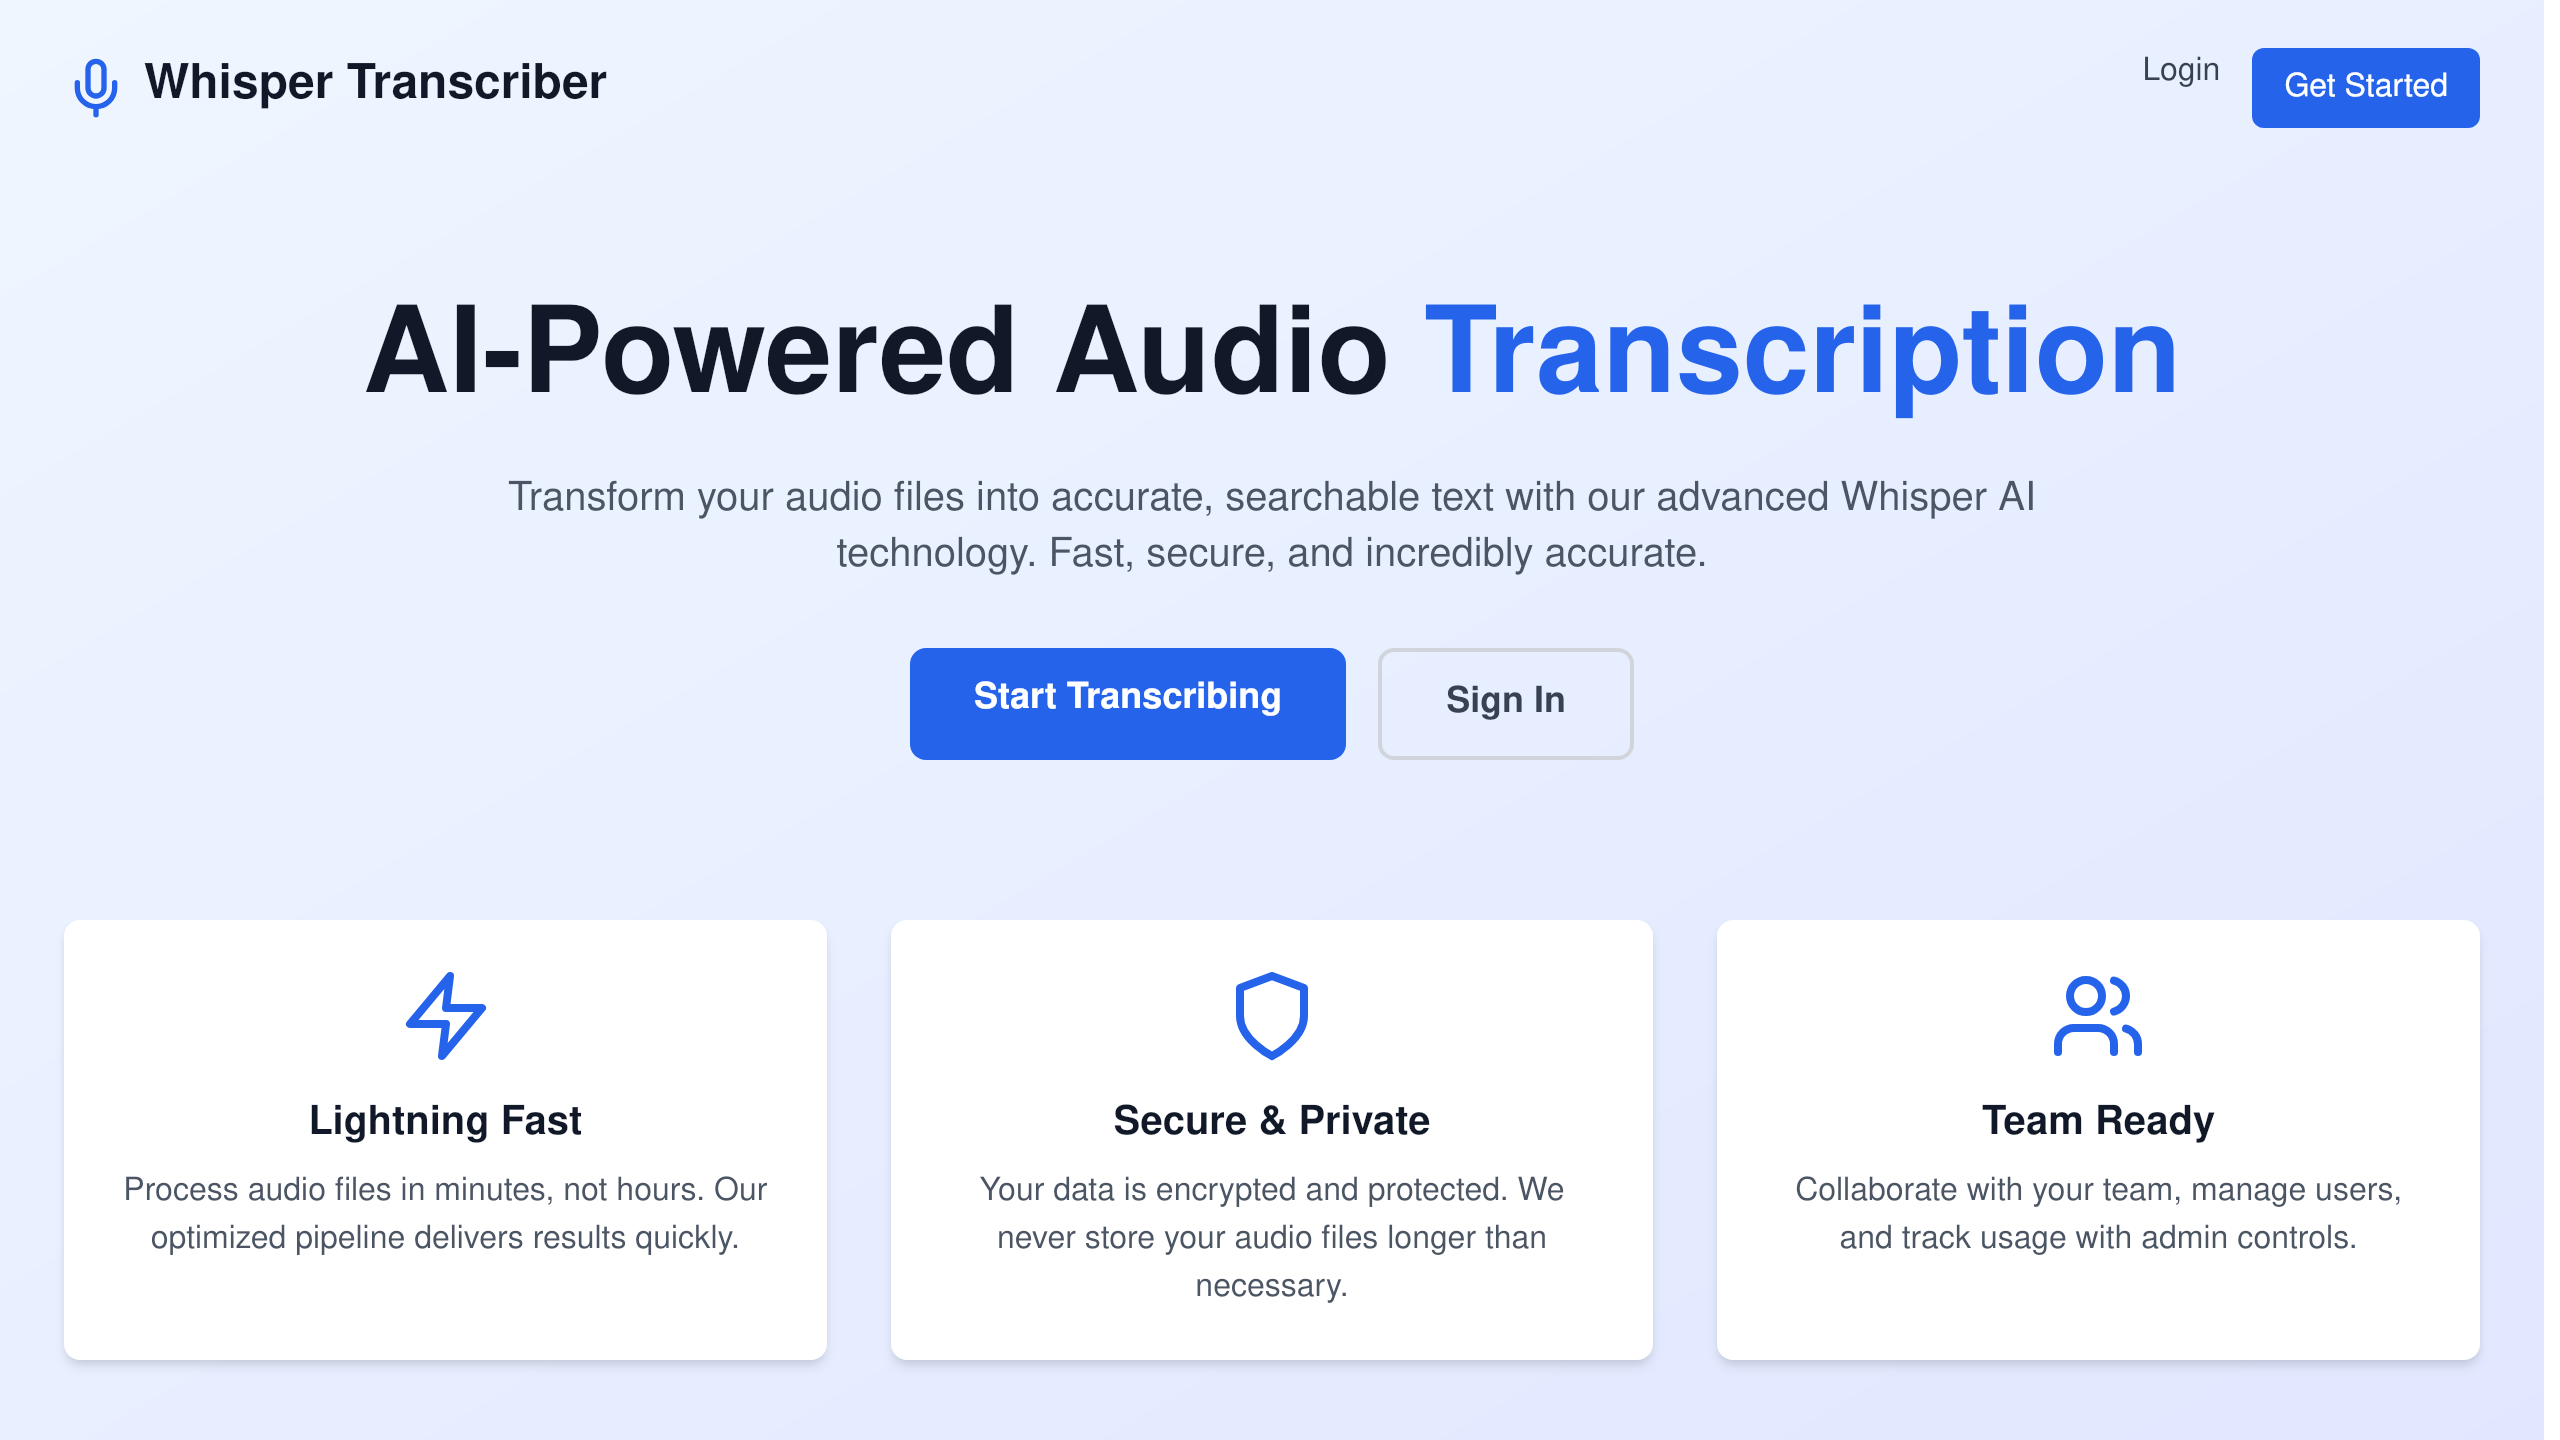 Whisper Transcriber
Login
Get Started
AI-Powered Audio Transcription
Transform your audio files into accurate, searchable text with our advanced Whisper AI
technology. Fast, secure, and incredibly accurate.
Start Transcribing
Sign In
Lightning Fast
Process audio files in minutes, not hours. Our
optimized pipeline delivers results quickly.
Secure & Private
Your data is encrypted and protected. We
never store your audio files longer than
necessary.
Team Ready
Collaborate with your team, manage users,
and track usage with admin controls.